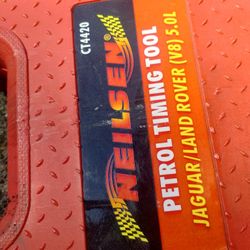 CT4420
NEILSEN®
PETROL TIMING TOOL
JAGUAR/LAND ROVER (V8) 5.0L